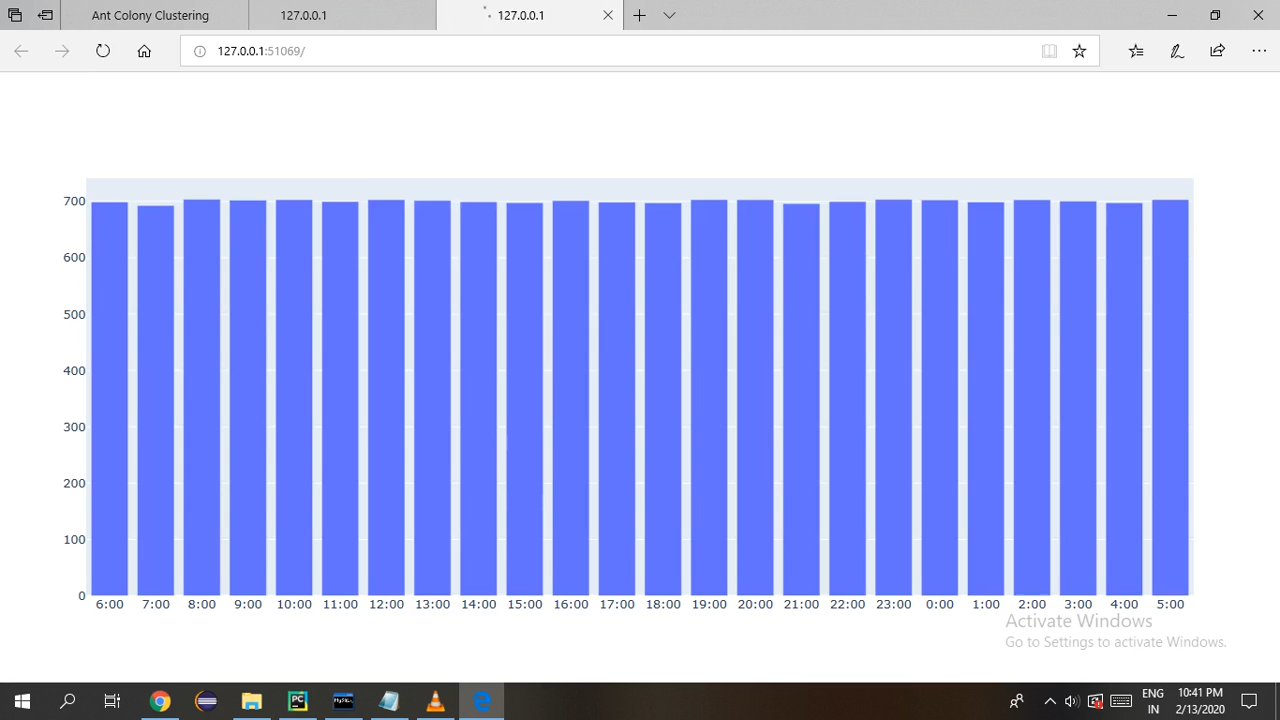 Ant Colony Clustering
127.0.0.1
127.0.0.1
127.0.0.1:51069/
700
600
500
400
300
200
100
0
6:00 7:00 8:00 9:00 10:00 11:00 12:00 13:00 14:00 15:00 16:00 17:00 18:00 19:00 20:00 21:00 22:00 23:00 0:00 1:00 2:00 3:00 4:00 5:00
Activate Windows
Go to Settings to activate Windows.
PC
MySQL
ENG
IN
10:41 PM
2/13/2020